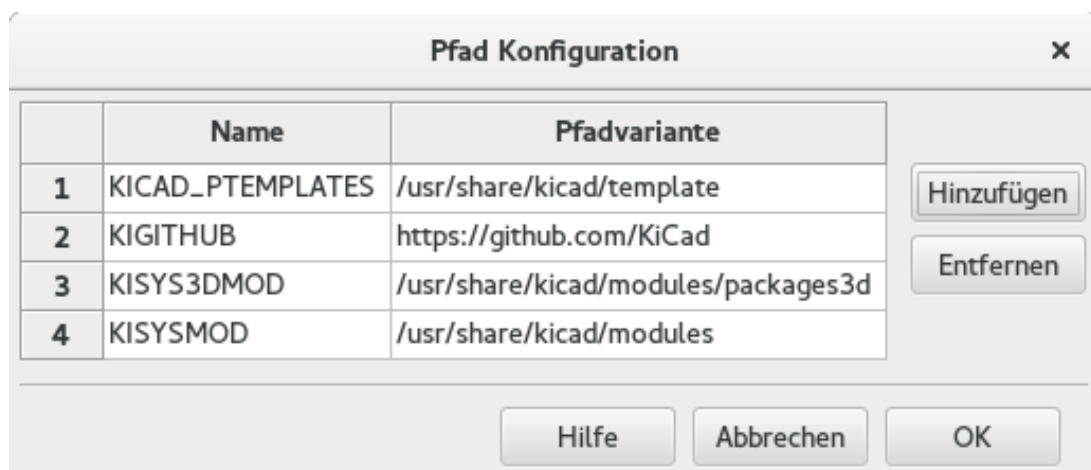 Pfad Konfiguration ×
Name Pfadvariante
1 KICAD_PTEMPLATES /usr/share/kicad/template
2 KIGITHUB https://github.com/KiCad
3 KISYS3DMOD /usr/share/kicad/modules/packages3d
4 KISYSMOD /usr/share/kicad/modules
Hinzufügen
Entfernen
Hilfe Abbrechen OK